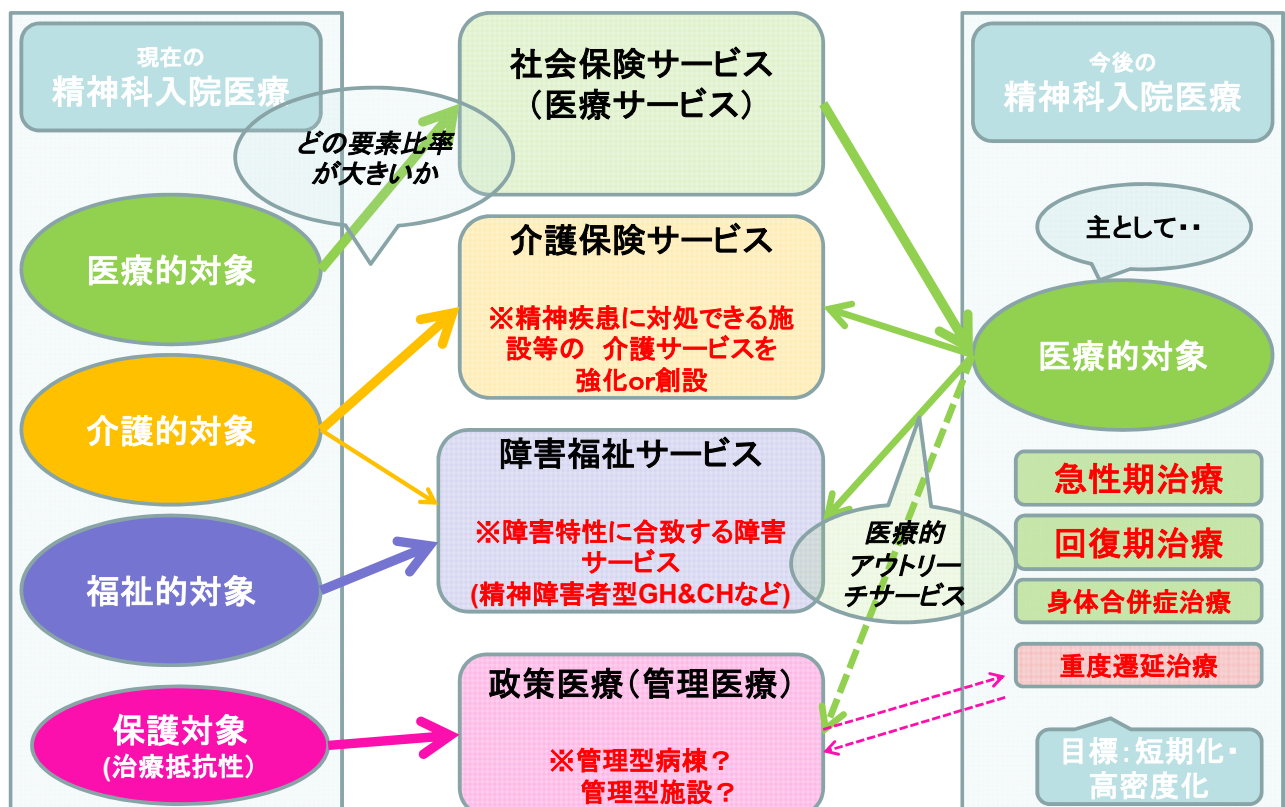 現在の
精神科入院医療
どの要素比率
が大きいか
医療的対象
介護的対象
福祉的対象
保護対象
(治療抵抗性)
社会保険サービス
(医療サービス)
介護保険サービス
※精神疾患に対処できる施
設等の 介護サービスを
強化or創設
障害福祉サービス
※障害特性に合致する障害
サービス
(精神障害者型GH&CHなど)
政策医療(管理医療)
※管理型病棟?
管理型施設?
今後の
精神科入院医療
主として・・
医療的対象
医療的
アウトリー
チサービス
急性期治療
回復期治療
身体合併症治療
重度遷延治療
目標:短期化・
高密度化